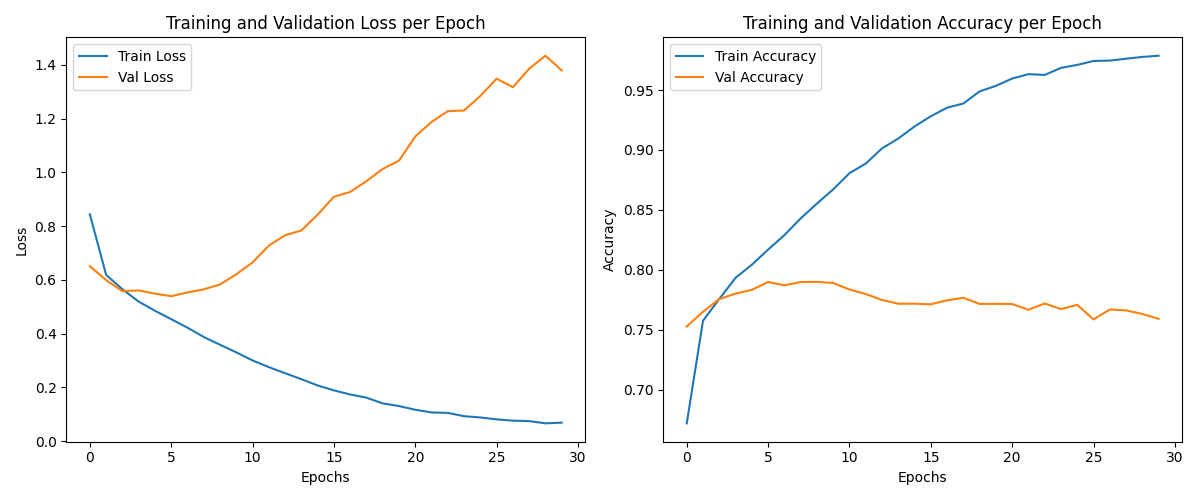 Training and Validation Loss per Epoch
Train Loss
Val Loss
1.4
1.2
1.0
0.8
0.6
0.4
0.2
0.0
Loss
0 5 10 15 20 25 30
Epochs
Training and Validation Accuracy per Epoch
Train Accuracy
Val Accuracy
0.95
0.90
0.85
0.80
0.75
0.70
Accuracy
0 5 10 15 20 25 30
Epochs